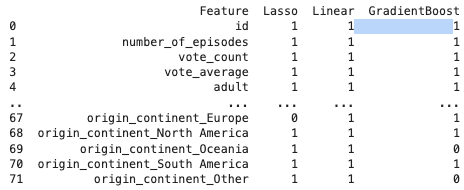 Feature Lasso Linear GradientBoost
0 id 1 1 1
1 number_of_episodes 1 1 1
2 vote_count 1 1 1
3 vote_average 1 1 1
4 adult 1 1 1
.. ... ... ... ...
67 origin_continent_Europe 0 1 1
68 origin_continent_North America 1 1 1
69 origin_continent_Oceania 1 1 0
70 origin_continent_South America 1 1 1
71 origin_continent_Other 1 1 0